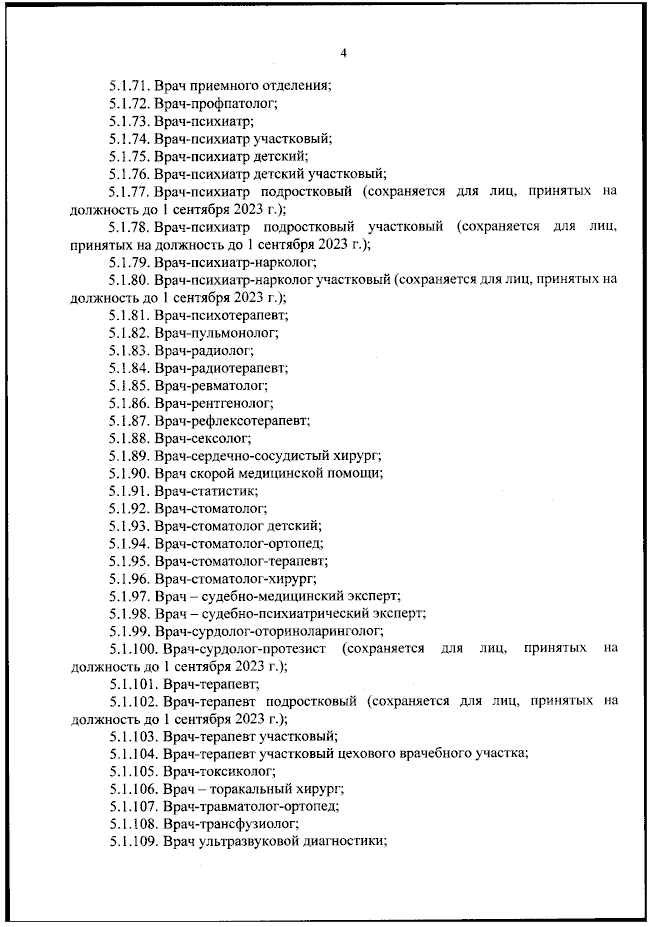 4
5.1.71. Врач приемного отделения;
5.1.72. Врач-профпатолог;
5.1.73. Врач-психиатр;
5.1.74. Врач-психиатр участковый;
5.1.75. Врач-психиатр детский;
5.1.76. Врач-психиатр детский участковый;
5.1.77. Врач-психиатр подростковый (сохраняется для лиц, принятых на
должность до 1 сентября 2023 г.);
5.1.78. Врач-психиатр подростковый участковый (сохраняется для лиц,
принятых на должность до 1 сентября 2023 г.);
5.1.79. Врач-психиатр-нарколог;
5.1.80. Врач-психиатр-нарколог участковый (сохраняется для лиц, принятых на
должность до 1 сентября 2023 г.);
5.1.81. Врач-психотерапевт;
5.1.82. Врач-пульмонолог;
5.1.83. Врач-радиолог;
5.1.84. Врач-радиотерапевт;
5.1.85. Врач-ревматолог;
5.1.86. Врач-рентгенолог;
5.1.87. Врач-рефлексотерапевт;
5.1.88. Врач-сексолог;
5.1.89. Врач-сердечно-сосудистый хирург;
5.1.90. Врач скорой медицинской помощи;
5.1.91. Врач-статистик;
5.1.92. Врач-стоматолог;
5.1.93. Врач-стоматолог детский;
5.1.94. Врач-стоматолог-ортопед;
5.1.95. Врач-стоматолог-терапевт;
5.1.96. Врач-стоматолог-хирург;
5.1.97. Врач – судебно-медицинский эксперт;
5.1.98. Врач – судебно-психиатрический эксперт;
5.1.99. Врач-сурдолог-оториноларинголог;
5.1.100. Врач-сурдолог-протезист (сохраняется для лиц, принятых на
должность до 1 сентября 2023 г.);
5.1.101. Врач-терапевт;
5.1.102. Врач-терапевт подростковый (сохраняется для лиц, принятых на
должность до 1 сентября 2023 г.);
5.1.103. Врач-терапевт участковый;
5.1.104. Врач-терапевт участковый цехового врачебного участка;
5.1.105. Врач-токсиколог;
5.1.106. Врач – торакальный хирург;
5.1.107. Врач-травматолог-ортопед;
5.1.108. Врач-трансфузиолог;
5.1.109. Врач ультразвуковой диагностики;